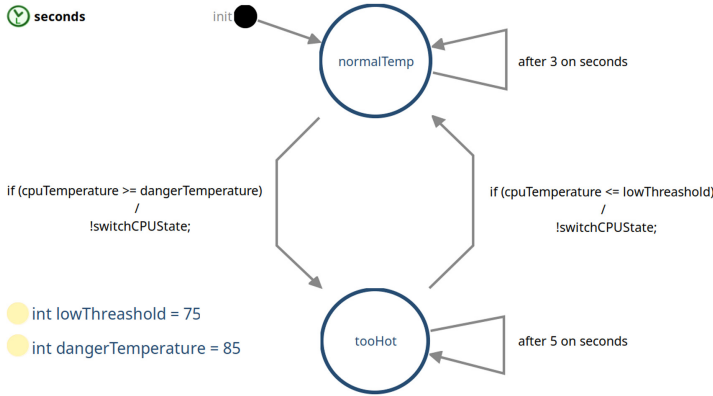 seconds
init
normalTemp
after 3 on seconds
if (cpuTemperature >= dangerTemperature)
/
!switchCPUState;
if (cpuTemperature <= lowThreashold)
/
!switchCPUState;
int lowThreashold = 75
int dangerTemperature = 85
tooHot
after 5 on seconds